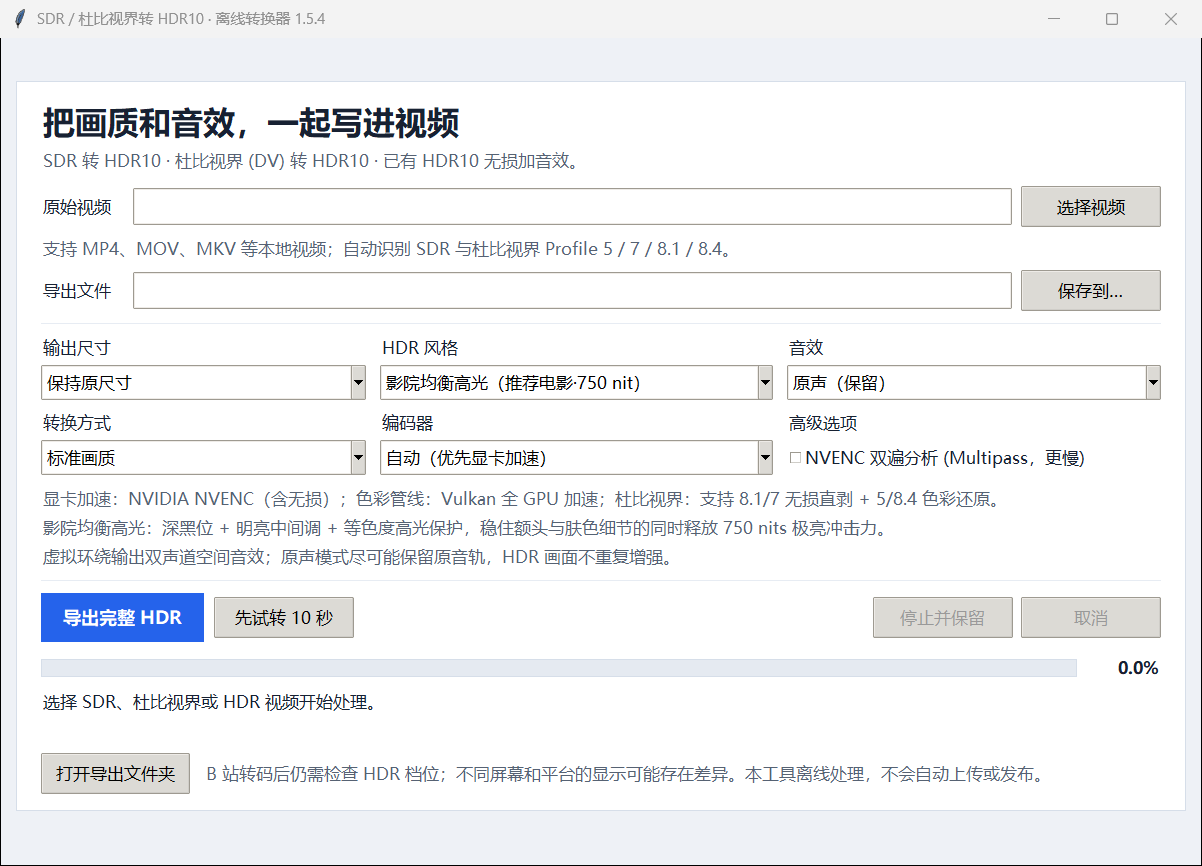 SDR / 杜比视界转 HDR10 · 离线转换器 1.5.4
把画质和音效，一起写进视频
SDR 转 HDR10 · 杜比视界 (DV) 转 HDR10 · 已有 HDR10 无损加音效。
原始视频 选择视频
支持 MP4、MOV、MKV 等本地视频；自动识别 SDR 与杜比视界 Profile 5 / 7 / 8.1 / 8.4。
导出文件 保存到...
输出尺寸 HDR 风格 音效
保持原尺寸 影院均衡高光（推荐电影·750 nit） 原声（保留）
转换方式 编码器 高级选项
标准画质 自动（优先显卡加速） NVENC 双遍分析 (Multipass，更慢)
显卡加速：NVIDIA NVENC（含无损）；色彩管线：Vulkan 全 GPU 加速；杜比视界：支持 8.1/7 无损直剥 + 5/8.4 色彩还原。
影院均衡高光：深黑位 + 明亮中间调 + 等色度高光保护，稳住额头与肤色细节的同时释放 750 nits 极亮冲击力。
虚拟环绕输出双声道空间音效；原声模式尽可能保留原音轨，HDR 画面不重复增强。
导出完整 HDR 先试转 10 秒 停止并保留 取消
0.0%
选择 SDR、杜比视界或 HDR 视频开始处理。
打开导出文件夹 B 站转码后仍需检查 HDR 档位；不同屏幕和平台的显示可能存在差异。本工具离线处理，不会自动上传或发布。